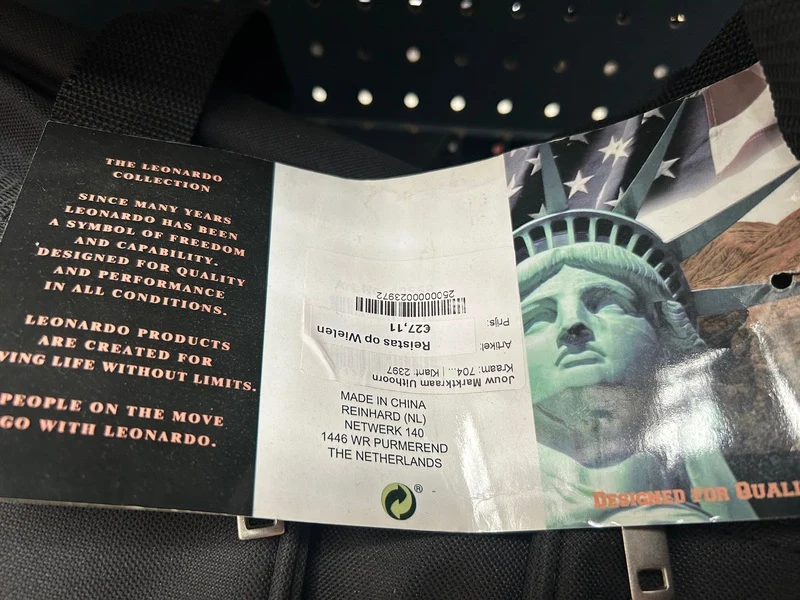 THE LEONARDO
COLLECTION
SINCE MANY YEARS
LEONARDO HAS BEEN
A SYMBOL OF FREEDOM
AND CAPABILITY.
DESIGNED FOR QUALITY
AND PERFORMANCE
IN ALL CONDITIONS.
LEONARDO PRODUCTS
ARE CREATED FOR
VING LIFE WITHOUT LIMITS.
PEOPLE ON THE MOVE
GO WITH LEONARDO.
Jouw Marktkraam Uithoorn
Kraam: 704... | Klant: 2397
Artikel: Reistas op Wielen
Prijs: €27,11
2500000023972
MADE IN CHINA
REINHARD (NL)
NETWERK 140
1446 WR PURMEREND
THE NETHERLANDS
®
DESIGNED FOR QUALI